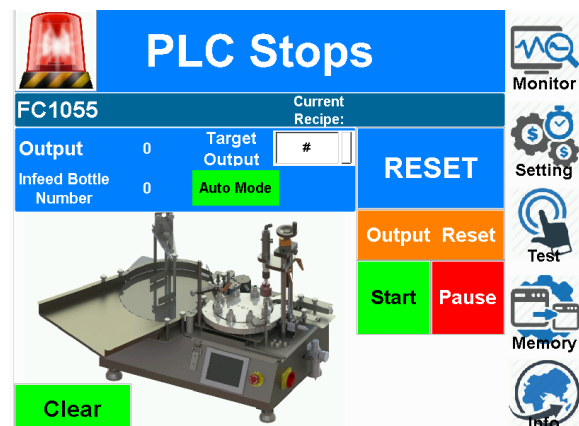 PLC Stops
Monitor
FC1055
Current
Recipe:
Output
0
Target
Output
#
RESET
Setting
Infeed Bottle
Number
0
Auto Mode
Output Reset
Test
Start
Pause
Memory
Clear
Info